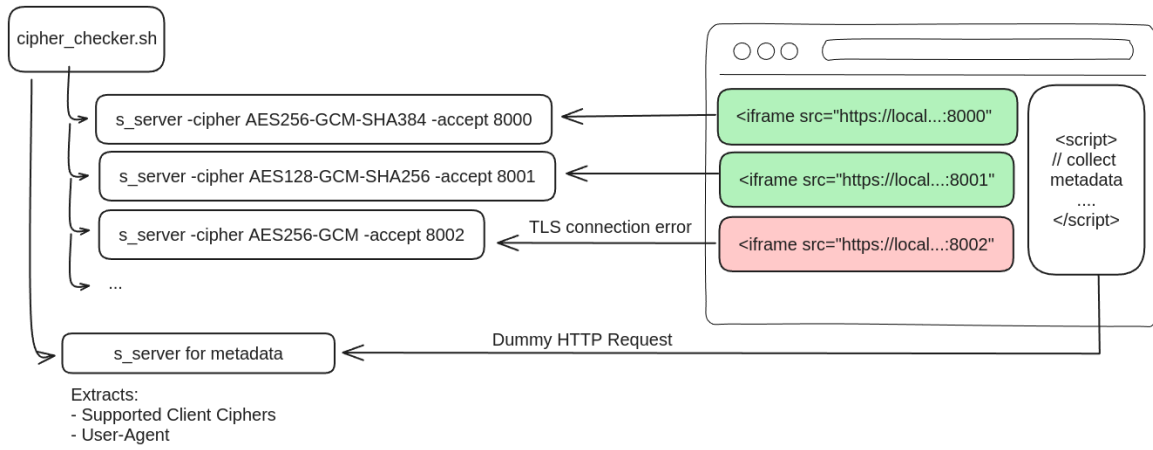 cipher_checker.sh
s_server -cipher AES256-GCM-SHA384 -accept 8000
s_server -cipher AES128-GCM-SHA256 -accept 8001
s_server -cipher AES256-GCM -accept 8002
...
s_server for metadata
Extracts:
- Supported Client Ciphers
- User-Agent
TLS connection error
Dummy HTTP Request
<iframe src="https://local...:8000"
<iframe src="https://local...:8001"
<iframe src="https://local...:8002"
<script>
// collect
metadata
....
</script>